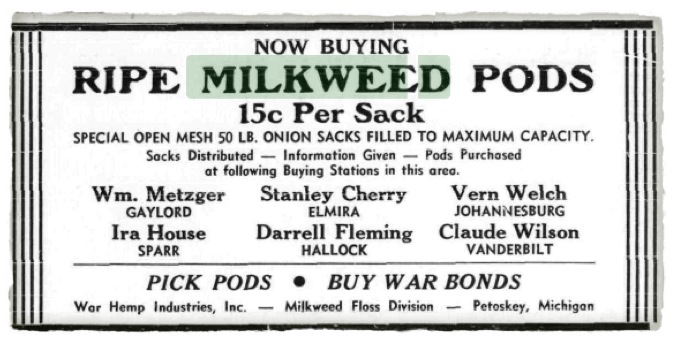 NOW BUYING
RIPE MILKWEED PODS
15c Per Sack
SPECIAL OPEN MESH 50 LB. ONION SACKS FILLED TO MAXIMUM CAPACITY.
Sacks Distributed — Information Given — Pods Purchased
at following Buying Stations in this area.
Wm. Metzger Stanley Cherry Vern Welch
GAYLORD ELMIRA JOHANNESBURG
Ira House Darrell Fleming Claude Wilson
SPARR HALLOCK VANDERBILT
PICK PODS • BUY WAR BONDS
War Hemp Industries, Inc. — Milkweed Floss Division — Petoskey, Michigan